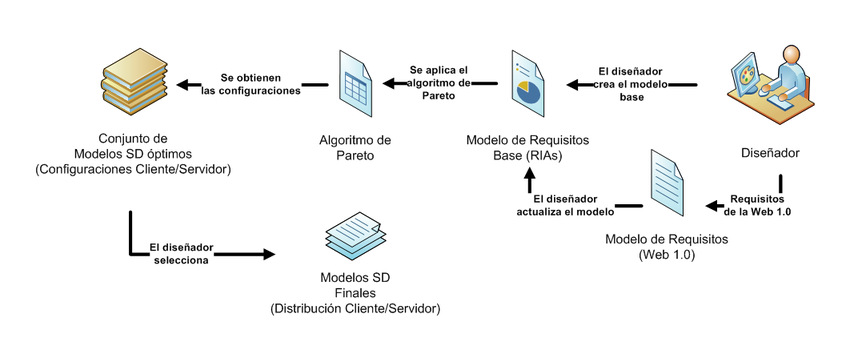 Se obtienen
las configuraciones
Se aplica el
algoritmo de
Pareto
El diseñador
crea el modelo
base
Conjunto de
Modelos SD óptimos
(Configuraciones Cliente/Servidor)
Algoritmo de
Pareto
Modelo de Requisitos
Base (RIAs)
Diseñador
El diseñador
actualiza el modelo
Requisitos
de la Web 1.0
Modelo de Requisitos
(Web 1.0)
El diseñador
selecciona
Modelos SD
Finales
(Distribución Cliente/Servidor)